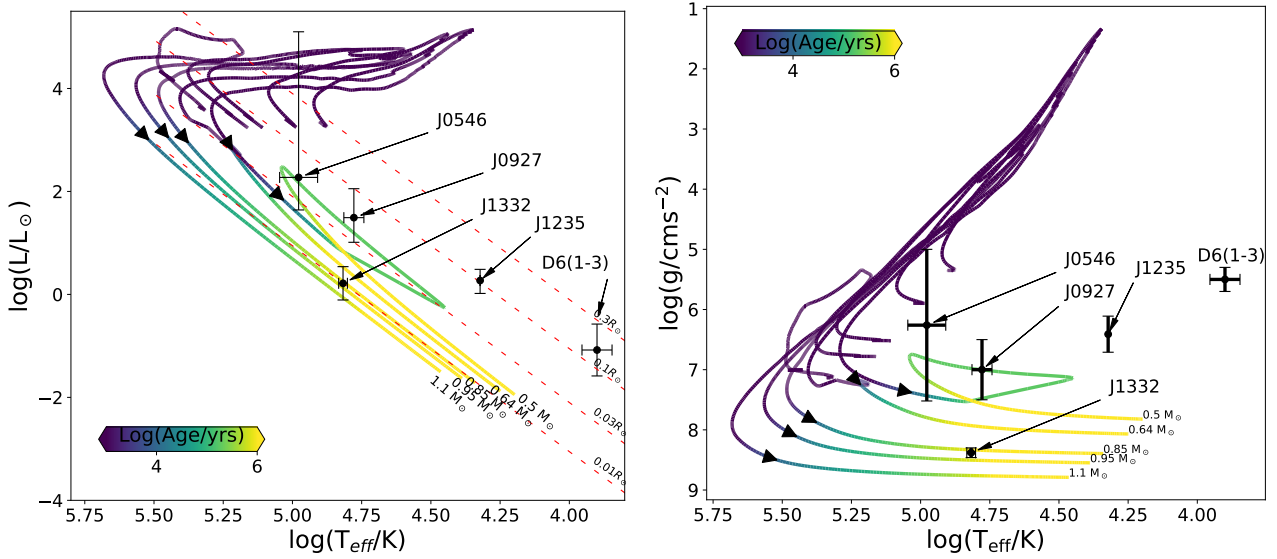 log(L/L⊙)
4
2
0
−2
−4
5.75
5.50
5.25
5.00
4.75
4.50
4.25
4.00
log(T_eff/K)
J0546
J0927
J1332
J1235
D6(1-3)
0.3R⊙
0.1R⊙
0.03R⊙
0.01R⊙
0.5 M⊙
0.64 M⊙
0.85 M⊙
0.95 M⊙
1.1 M⊙
Log(Age/yrs)
4
6
log(g/cms⁻²)
1
2
3
4
5
6
7
8
9
5.75
5.50
5.25
5.00
4.75
4.50
4.25
4.00
log(T_eff/K)
Log(Age/yrs)
4
6
D6(1-3)
J0546
J1235
J0927
J1332
0.5 M⊙
0.64 M⊙
0.85 M⊙
0.95 M⊙
1.1 M⊙